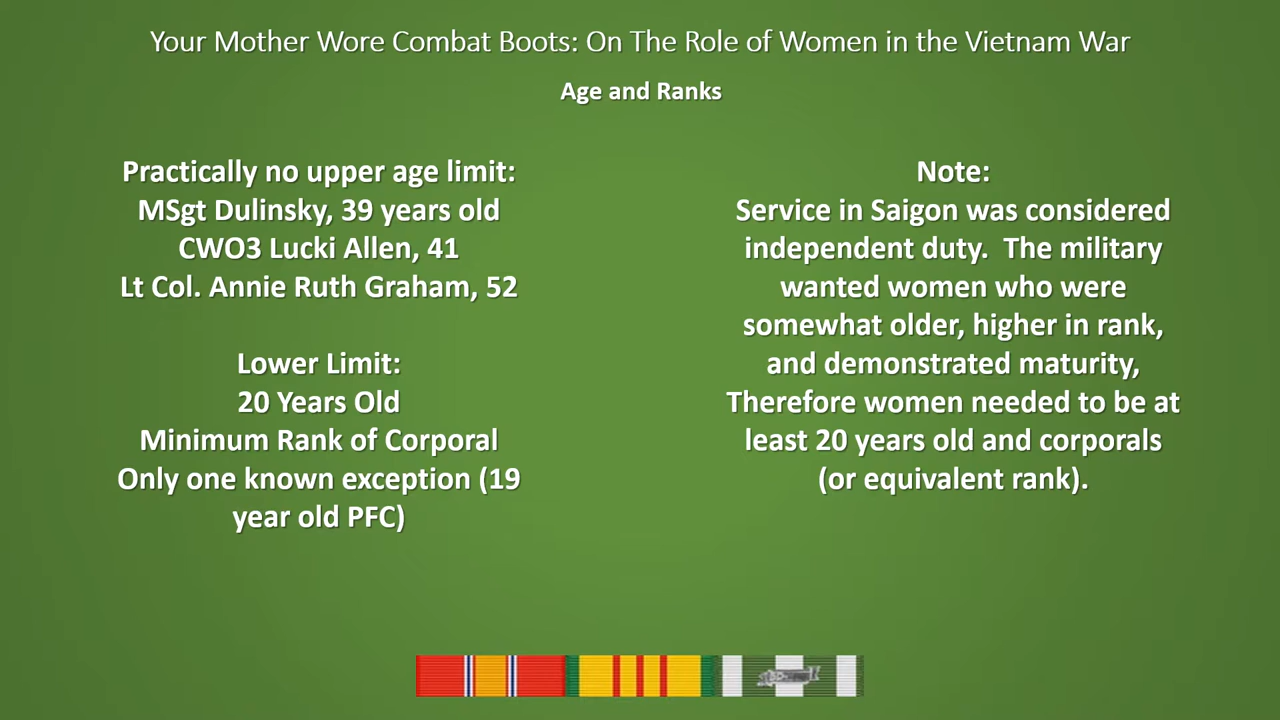 Your Mother Wore Combat Boots: On The Role of Women in the Vietnam War
Age and Ranks
Practically no upper age limit:
MSgt Dulinsky, 39 years old
CWO3 Lucki Allen, 41
Lt Col. Annie Ruth Graham, 52
Lower Limit:
20 Years Old
Minimum Rank of Corporal
Only one known exception (19
year old PFC)
Note:
Service in Saigon was considered
independent duty.  The military
wanted women who were
somewhat older, higher in rank,
and demonstrated maturity,
Therefore women needed to be at
least 20 years old and corporals
(or equivalent rank).